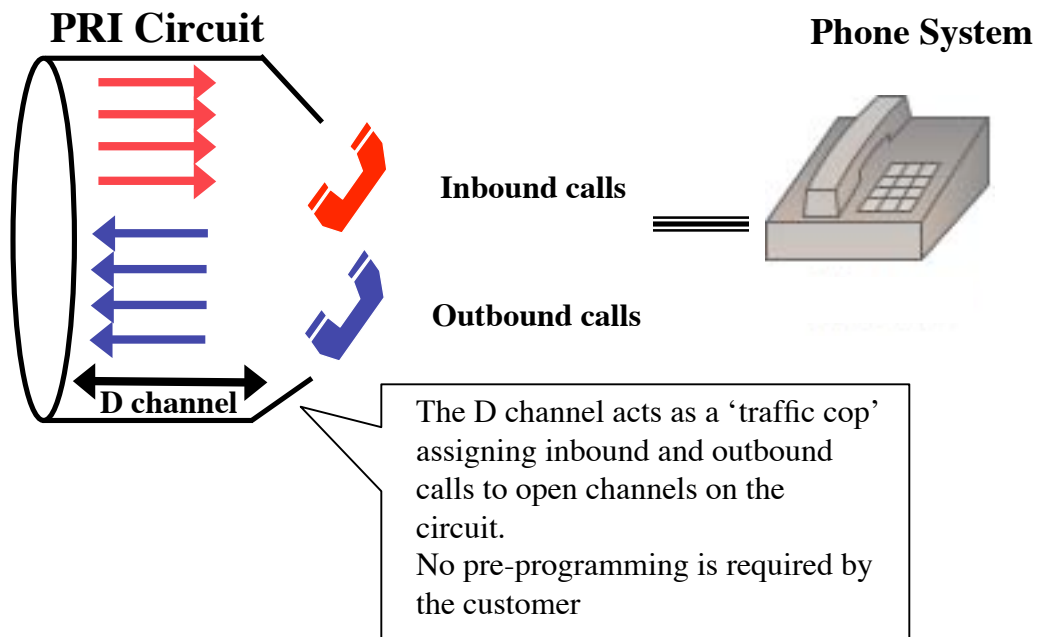 PRI Circuit
Phone System
Inbound calls
Outbound calls
D channel
The D channel acts as a ‘traffic cop’
assigning inbound and outbound
calls to open channels on the
circuit.
No pre-programming is required by
the customer